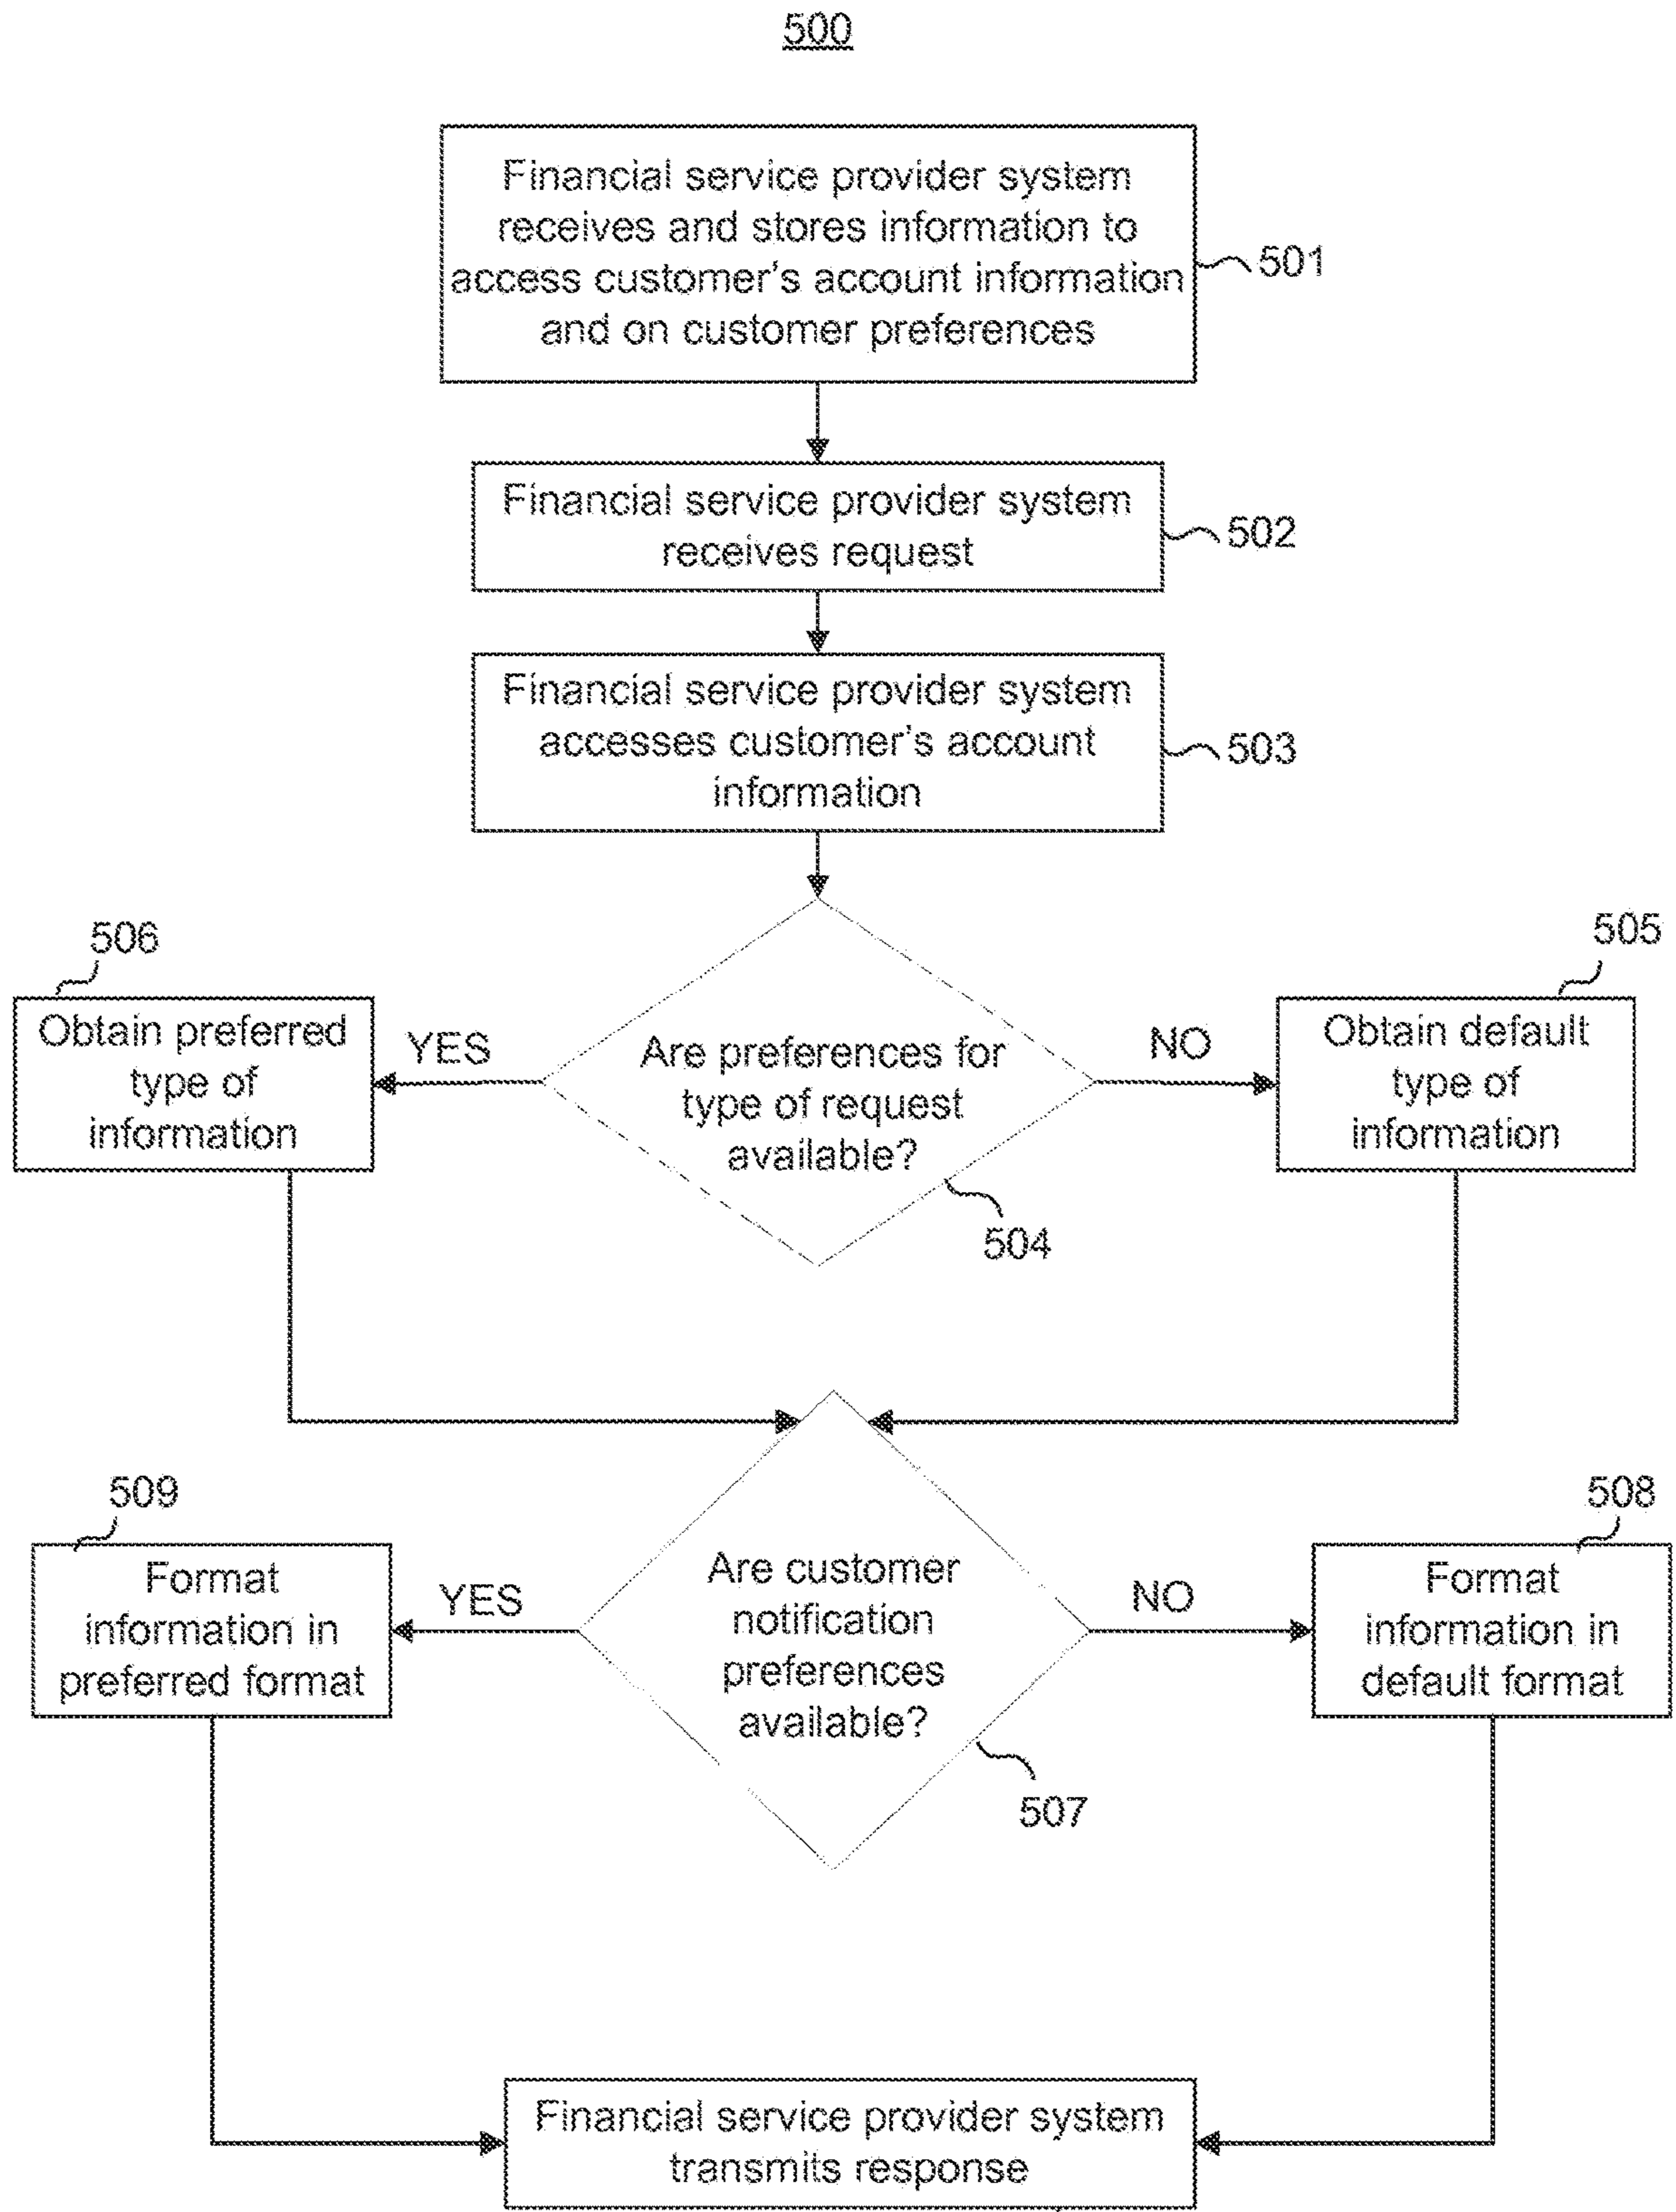 500
Financial service provider system
receives and stores information to
access customer's account information
and on customer preferences
501
Financial service provider system
receives request
502
Financial service provider system
accesses customer's account
information
503
506
505
Obtain preferred
type of
information
YES
Are preferences for
type of request
available?
NO
Obtain default
type of
information
504
509
508
Format
information in
preferred format
YES
Are customer
notification
preferences
available?
NO
Format
information in
default format
507
Financial service provider system
transmits response